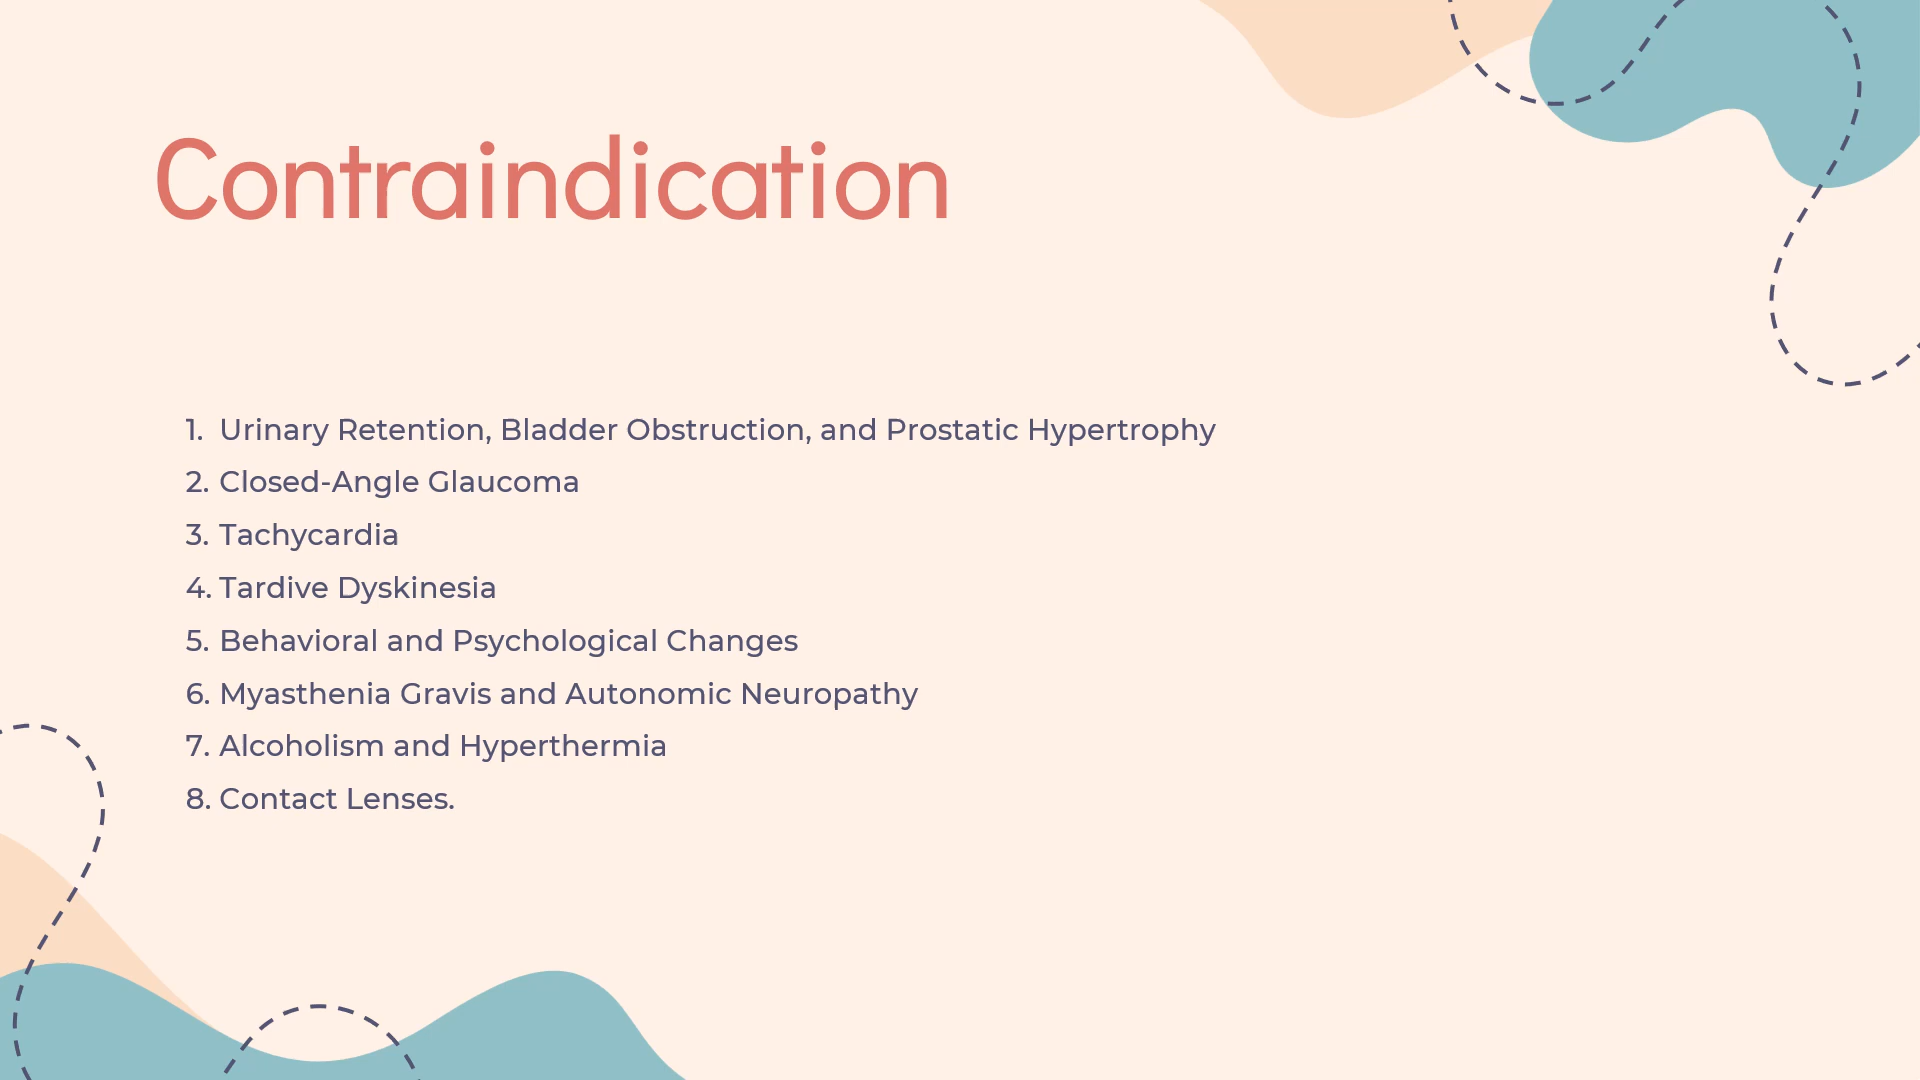 Contraindication
1. Urinary Retention, Bladder Obstruction, and Prostatic Hypertrophy
2. Closed-Angle Glaucoma
3. Tachycardia
4. Tardive Dyskinesia
5. Behavioral and Psychological Changes
6. Myasthenia Gravis and Autonomic Neuropathy
7. Alcoholism and Hyperthermia
8. Contact Lenses.